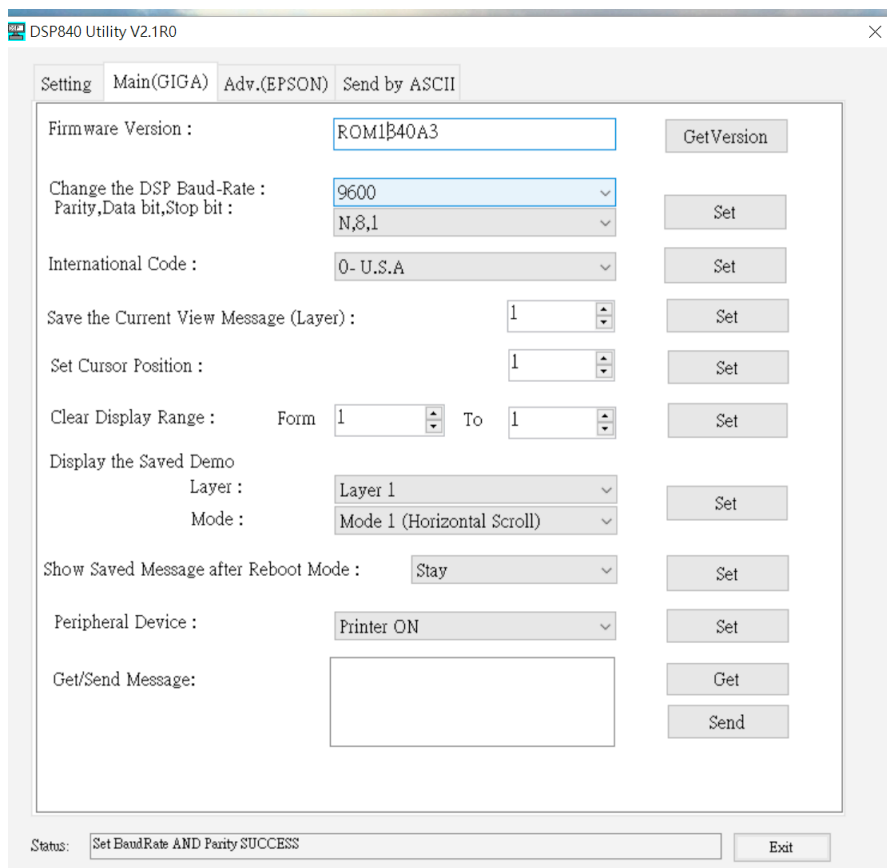 DSP840 Utility V2.1R0
Setting Main(GIGA) Adv.(EPSON) Send by ASCII
Firmware Version : ROM1340A3 GetVersion
Change the DSP Baud-Rate : 9600
Parity,Data bit,Stop bit : N,8,1 Set
International Code : 0- U.S.A Set
Save the Current View Message (Layer) : 1 Set
Set Cursor Position : 1 Set
Clear Display Range : Form 1 To 1 Set
Display the Saved Demo
Layer : Layer 1 Set
Mode : Mode 1 (Horizontal Scroll)
Show Saved Message after Reboot Mode : Stay Set
Peripheral Device : Printer ON Set
Get/Send Message: Get
Send
Status: Set BaudRate AND Parity SUCCESS Exit